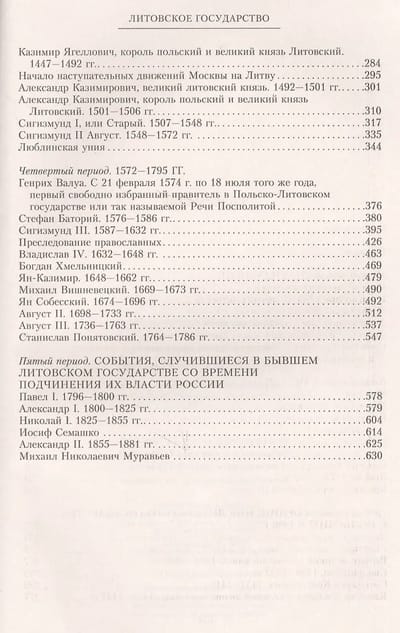 ЛИТОВСКОЕ ГОСУДАРСТВО
Казимир Ягеллович, король польский и великий князь Литовский.
1447—1492 гг. 284
Начало наступательных движений Москвы на Литву 295
Александр Казимирович, великий литовский князь. 1492—1501 гг. 301
Александр Казимирович, король польский и великий князь
Литовский. 1501—1506 гг. 310
Сигизмунд I, или Старый. 1507—1548 гг. 317
Сигизмунд II Август. 1548—1572 гг. 335
Люблинская уния 344
Четвертый период. 1572—1795 ГГ.
Генрих Валуа. С 21 февраля 1574 г. по 18 июля того же года,
первый свободно избранный правитель в Польско-Литовском
государстве или так называемой Речи Посполитой 376
Стефан Баторий. 1576—1586 гг. 380
Сигизмунд III. 1587—1632 гг. 395
Преследование православных 426
Владислав IV. 1632—1648 гг. 463
Богдан Хмельницкий 469
Ян-Казимир. 1648—1662 гг. 479
Михаил Вишневецкий. 1669—1673 гг. 490
Ян Собесский. 1674—1696 гг. 492
Август II. 1698—1733 гг. 512
Август III. 1736—1763 гг. 537
Станислав Понятовский. 1764—1786 гг. 547
Пятый период. СОБЫТИЯ, СЛУЧИВШИЕСЯ В БЫВШЕМ
ЛИТОВСКОМ ГОСУДАРСТВЕ СО ВРЕМЕНИ
ПОДЧИНЕНИЯ ИХ ВЛАСТИ РОССИИ
Павел I. 1796—1800 гг. 578
Александр I. 1800—1825 гг. 579
Николай I. 1825—1855 гг. 604
Иосиф Семашко 614
Александр II. 1855—1881 гг. 625
Михаил Николаевич Муравьев 630